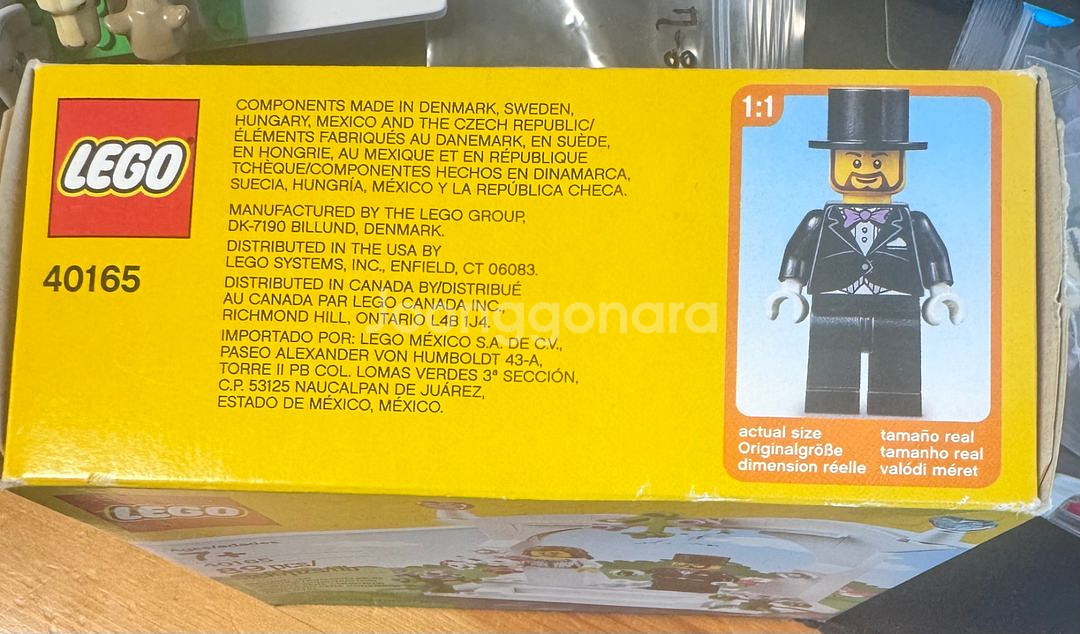 LEGO
40165
COMPONENTS MADE IN DENMARK, SWEDEN,
HUNGARY, MEXICO AND THE CZECH REPUBLIC/
ÉLÉMENTS FABRIQUÉS AU DANEMARK, EN SUÈDE,
EN HONGRIE, AU MEXIQUE ET EN RÉPUBLIQUE
TCHÈQUE/COMPONENTES HECHOS EN DINAMARCA,
SUECIA, HUNGRÍA, MÉXICO Y LA REPÚBLICA CHECA.
MANUFACTURED BY THE LEGO GROUP,
DK-7190 BILLUND, DENMARK.
DISTRIBUTED IN THE USA BY
LEGO SYSTEMS, INC., ENFIELD, CT 06083.
DISTRIBUTED IN CANADA BY/DISTRIBUÉ
AU CANADA PAR LEGO CANADA INC.,
RICHMOND HILL, ONTARIO L4B 1J4.
IMPORTADO POR: LEGO MÉXICO S.A. DE C.V.,
PASEO ALEXANDER VON HUMBOLDT 43-A,
TORRE II PB COL. LOMAS VERDES 3ª SECCIÓN,
C.P. 53125 NAUCALPAN DE JUÁREZ,
ESTADO DE MÉXICO, MÉXICO.
1:1
actual size
Originalgröße
dimension réelle
tamaño real
tamanho real
valódi méret
Joonggonara
LEGO
7+